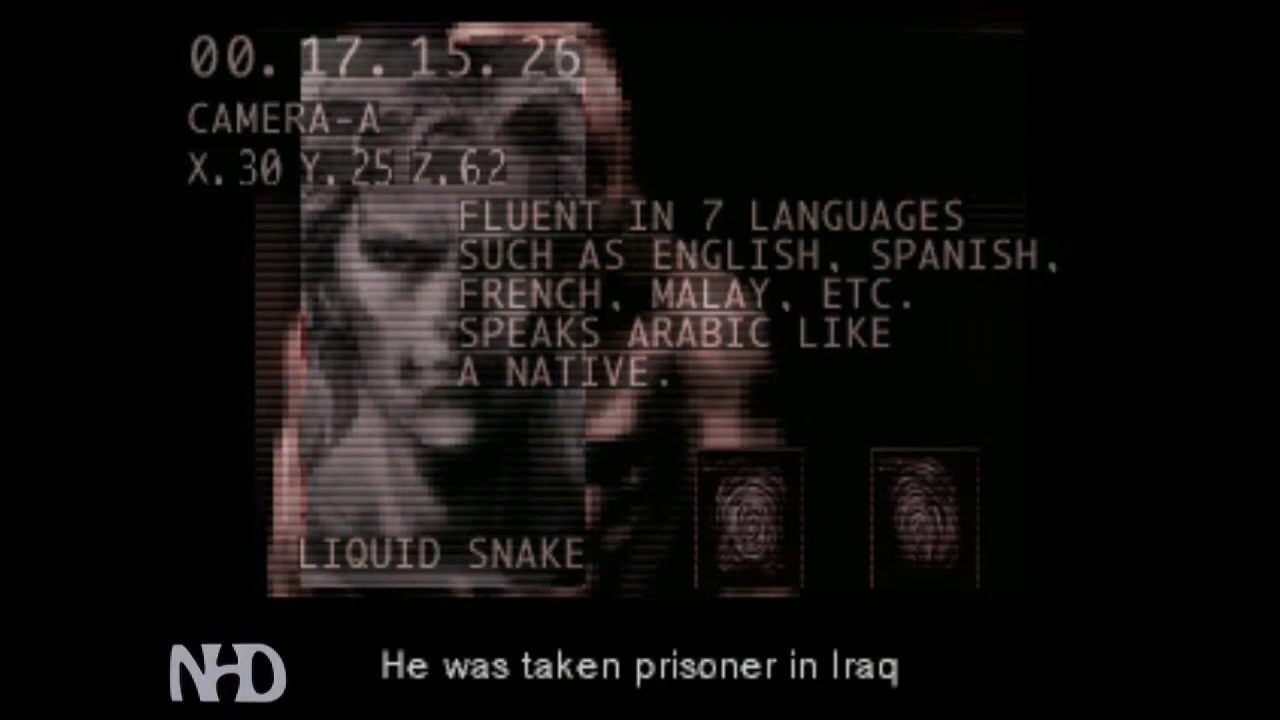 00.17.15.26
CAMERA-A
X.30 Y.25 Z.62
FLUENT IN 7 LANGUAGES
SUCH AS ENGLISH, SPANISH,
FRENCH, MALAY, ETC.
SPEAKS ARABIC LIKE
A NATIVE.
LIQUID SNAKE
NHD
He was taken prisoner in Iraq